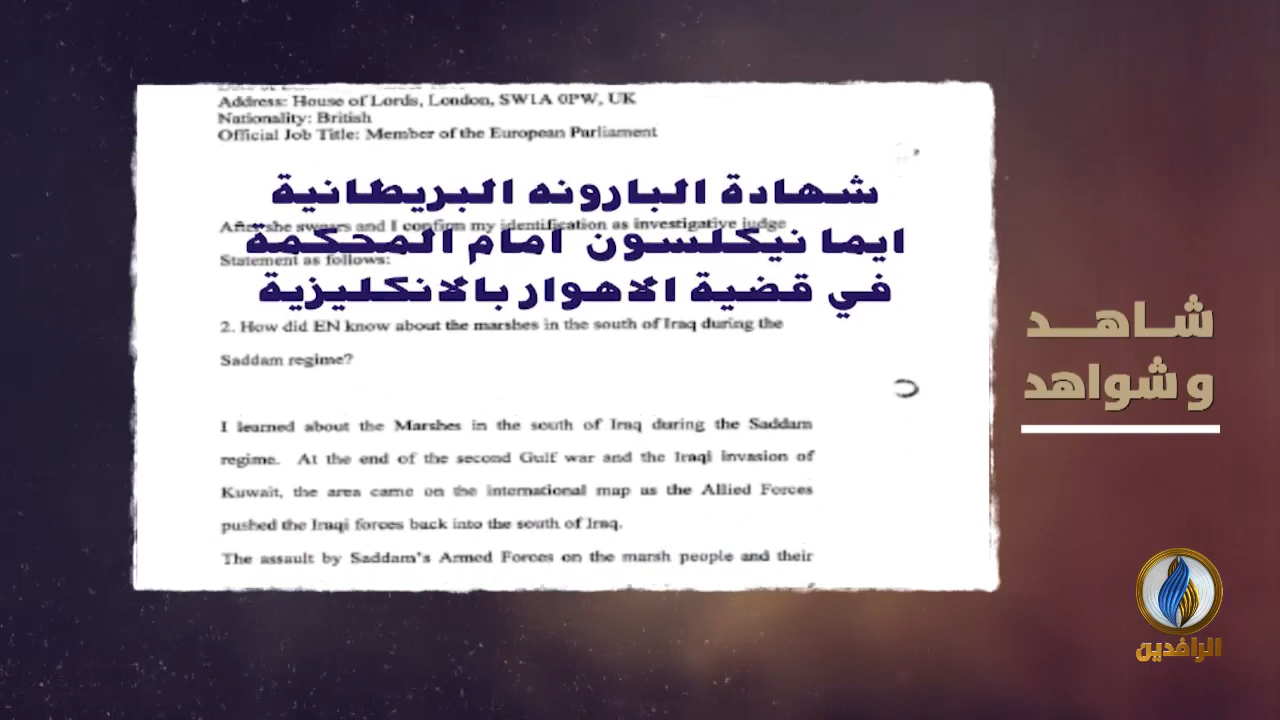 Address: House of Lords, London, SW1A 0PW, UK
Nationality: British
Official Job Title: Member of the European Parliament
شهادة البارونه البريطانية
After she swears and I confirm my identification as investigative judge
ايما نيكلسون امام المحكمة
Statement as follows:
في قضية الاهوار بالانكليزية
2. How did EN know about the marshes in the south of Iraq during the
Saddam regime?
I learned about the Marshes in the south of Iraq during the Saddam
regime. At the end of the second Gulf war and the Iraqi invasion of
Kuwait, the area came on the international map as the Allied Forces
pushed the Iraqi forces back into the south of Iraq.
The assault by Saddam's Armed Forces on the marsh people and their
شاهد
وشواهد
الرافدين